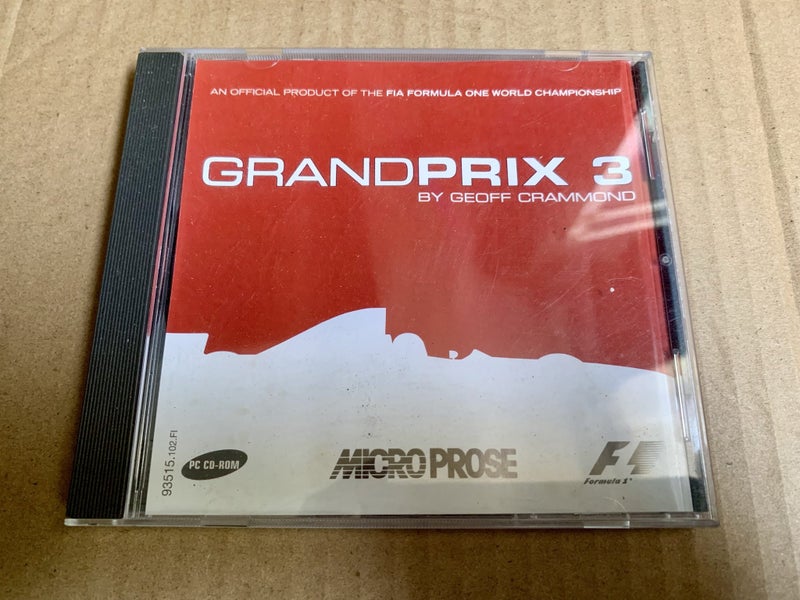 AN OFFICIAL PRODUCT OF THE FIA FORMULA ONE WORLD CHAMPIONSHIP
GRANDPRIX 3
BY GEOFF CRAMMOND
93515.102.FI
PC CD-ROM
MICROPROSE
F1
Formula 1